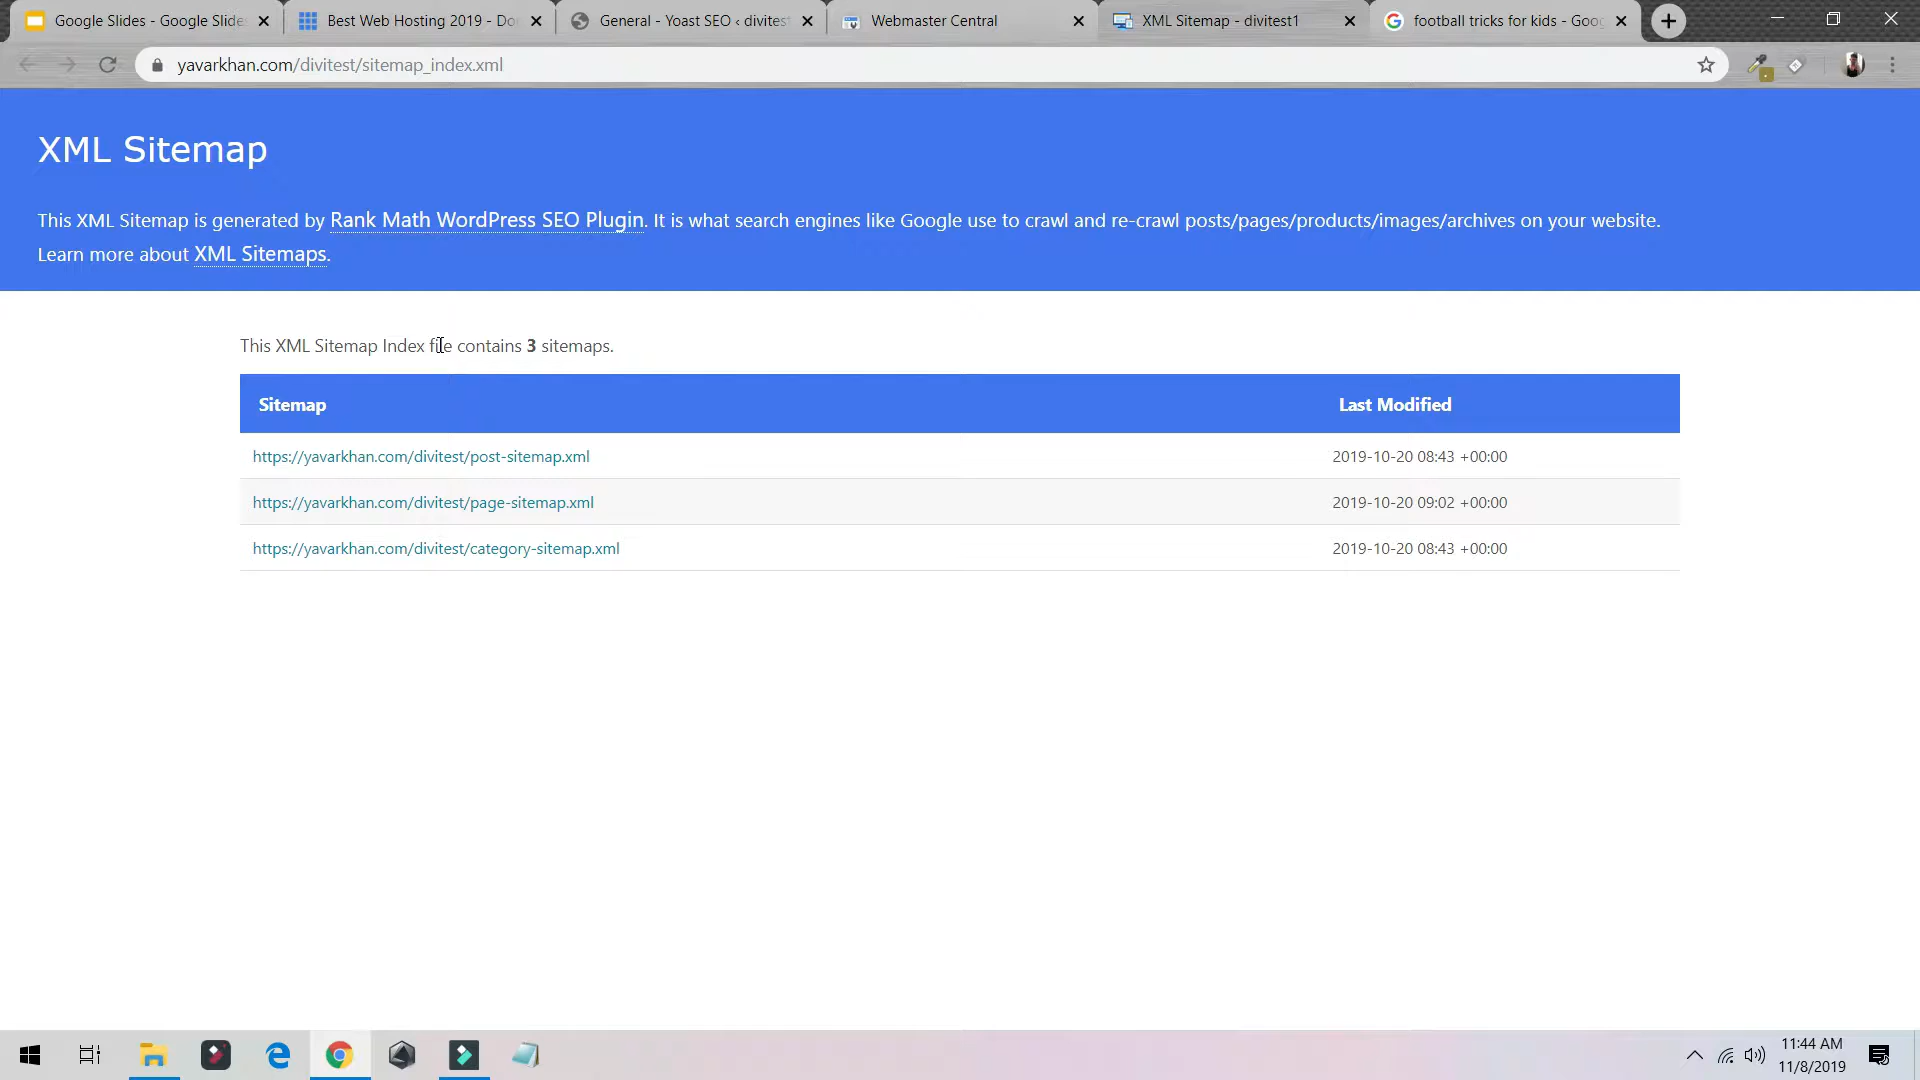 Google Slides - Google Slide
Best Web Hosting 2019 - Do
General - Yoast SEO ‹ divitest
Webmaster Central
XML Sitemap - divitest1
football tricks for kids - Goog
yavarkhan.com/divitest/sitemap_index.xml
XML Sitemap
This XML Sitemap is generated by Rank Math WordPress SEO Plugin. It is what search engines like Google use to crawl and re-crawl posts/pages/products/images/archives on your website.
Learn more about XML Sitemaps.
This XML Sitemap Index file contains 3 sitemaps.
Sitemap Last Modified
https://yavarkhan.com/divitest/post-sitemap.xml 2019-10-20 08:43 +00:00
https://yavarkhan.com/divitest/page-sitemap.xml 2019-10-20 09:02 +00:00
https://yavarkhan.com/divitest/category-sitemap.xml 2019-10-20 08:43 +00:00
11:44 AM
11/8/2019